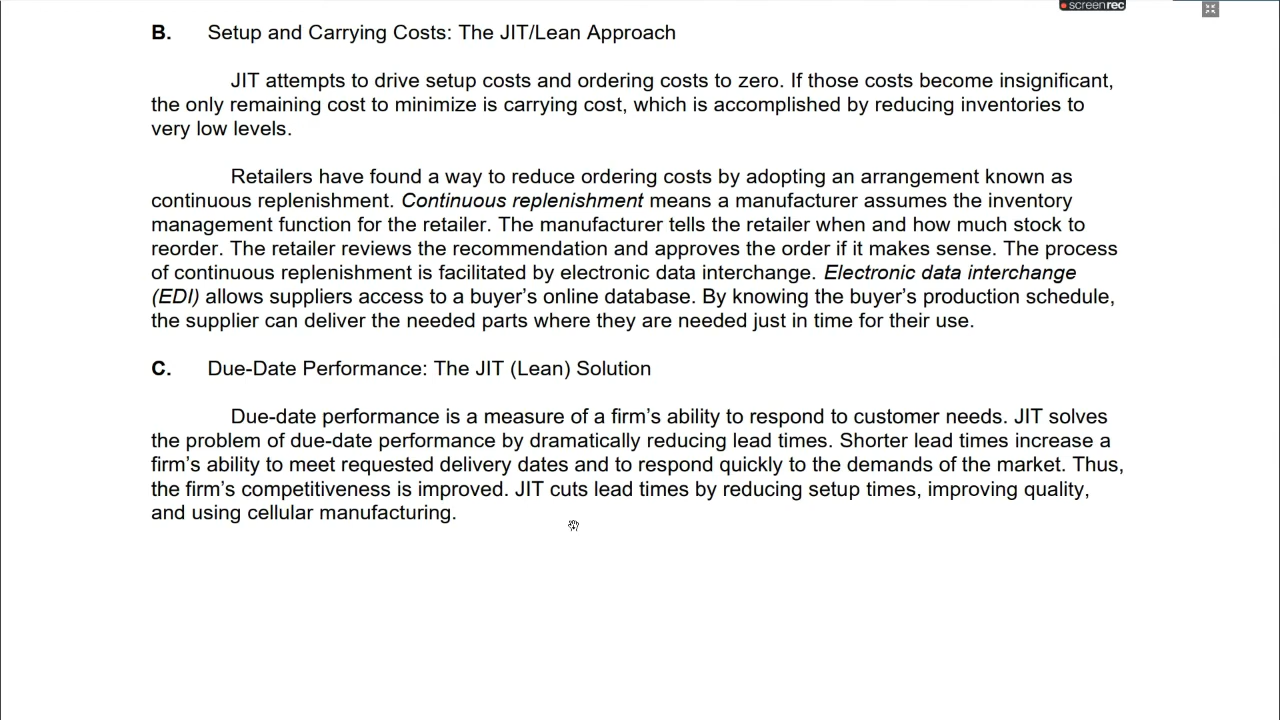 screenrec
B. Setup and Carrying Costs: The JIT/Lean Approach
JIT attempts to drive setup costs and ordering costs to zero. If those costs become insignificant,
the only remaining cost to minimize is carrying cost, which is accomplished by reducing inventories to
very low levels.
Retailers have found a way to reduce ordering costs by adopting an arrangement known as
continuous replenishment. Continuous replenishment means a manufacturer assumes the inventory
management function for the retailer. The manufacturer tells the retailer when and how much stock to
reorder. The retailer reviews the recommendation and approves the order if it makes sense. The process
of continuous replenishment is facilitated by electronic data interchange. Electronic data interchange
(EDI) allows suppliers access to a buyer’s online database. By knowing the buyer’s production schedule,
the supplier can deliver the needed parts where they are needed just in time for their use.
C. Due-Date Performance: The JIT (Lean) Solution
Due-date performance is a measure of a firm’s ability to respond to customer needs. JIT solves
the problem of due-date performance by dramatically reducing lead times. Shorter lead times increase a
firm’s ability to meet requested delivery dates and to respond quickly to the demands of the market. Thus,
the firm’s competitiveness is improved. JIT cuts lead times by reducing setup times, improving quality,
and using cellular manufacturing.